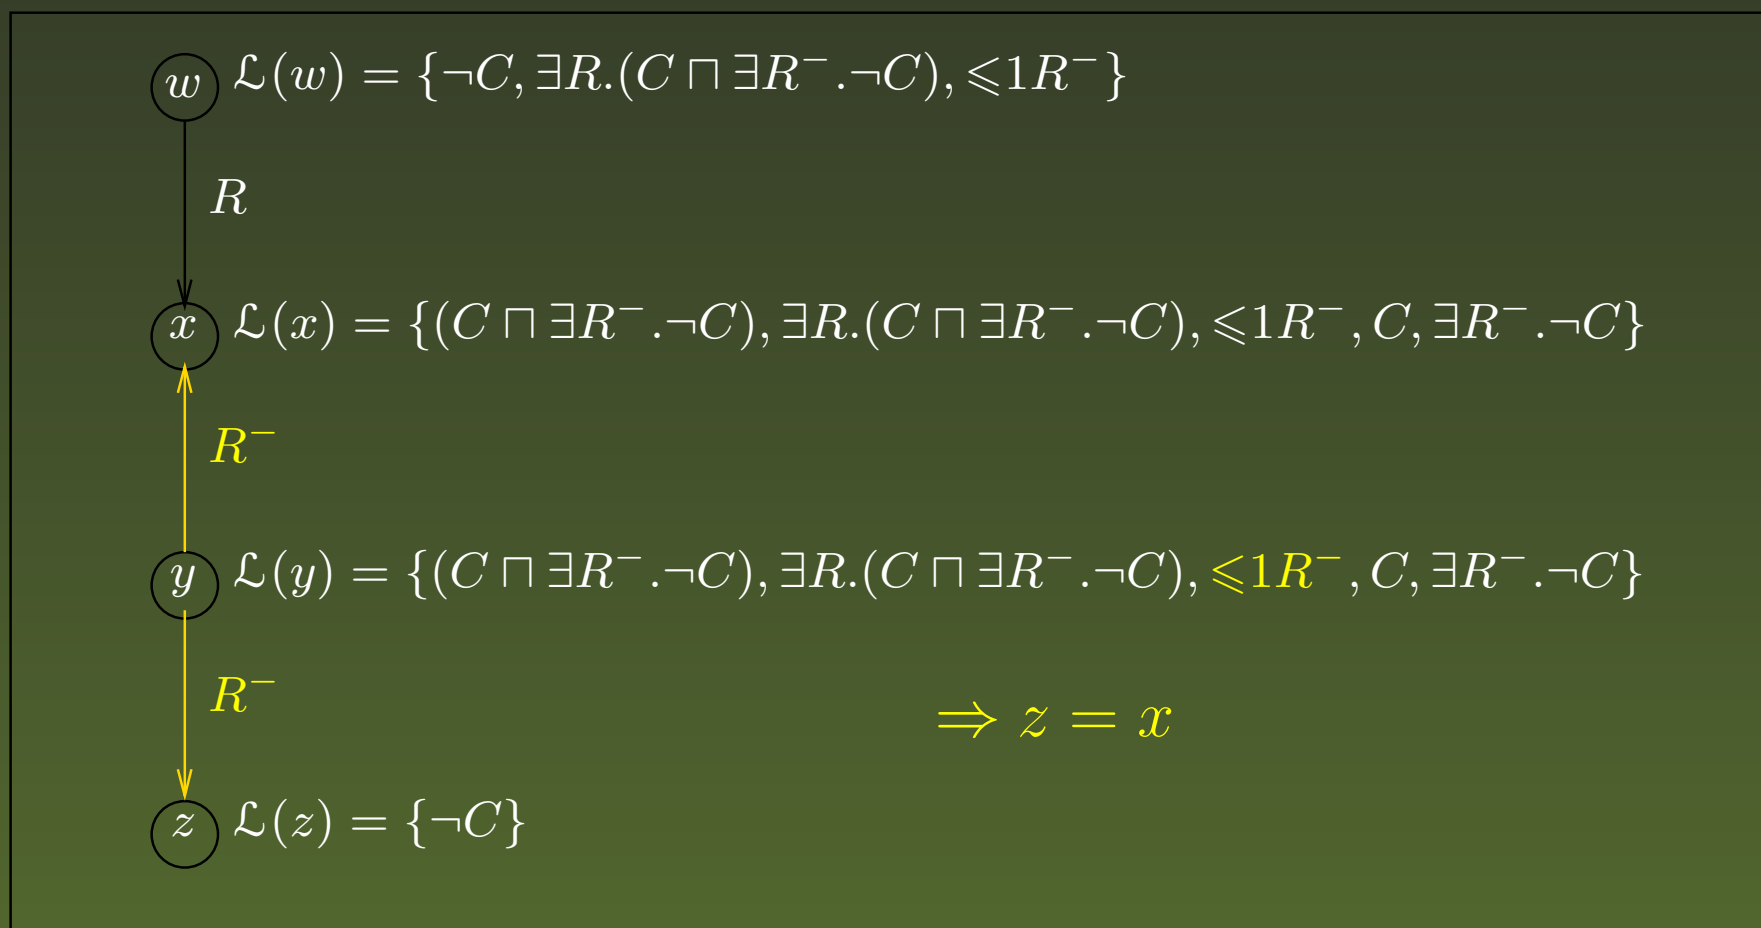 w ℒ(w) = {¬C, ∃R.(C ⊓ ∃R⁻.¬C), ⩽1R⁻}
R
x ℒ(x) = {(C ⊓ ∃R⁻.¬C), ∃R.(C ⊓ ∃R⁻.¬C), ⩽1R⁻, C, ∃R⁻.¬C}
R⁻
y ℒ(y) = {(C ⊓ ∃R⁻.¬C), ∃R.(C ⊓ ∃R⁻.¬C), ⩽1R⁻, C, ∃R⁻.¬C}
R⁻
⇒ z = x
z ℒ(z) = {¬C}